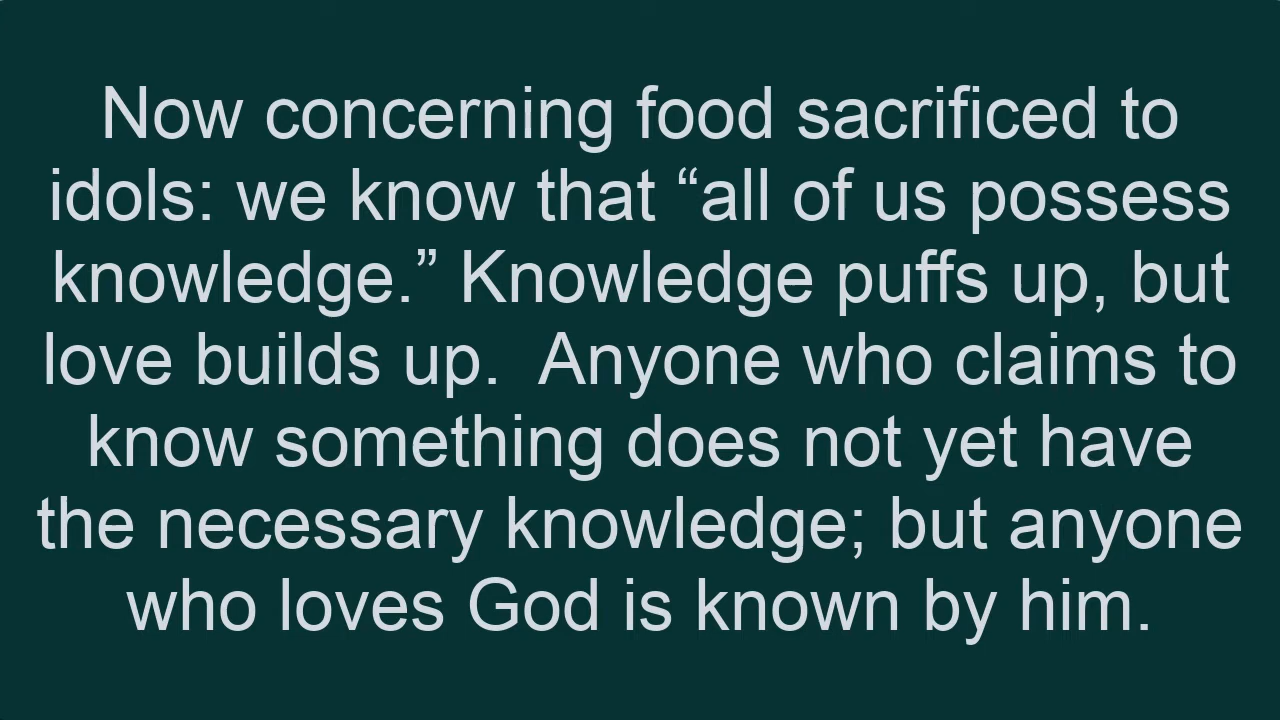 Now concerning food sacrificed to
idols: we know that “all of us possess
knowledge.” Knowledge puffs up, but
love builds up.  Anyone who claims to
know something does not yet have
the necessary knowledge; but anyone
who loves God is known by him.